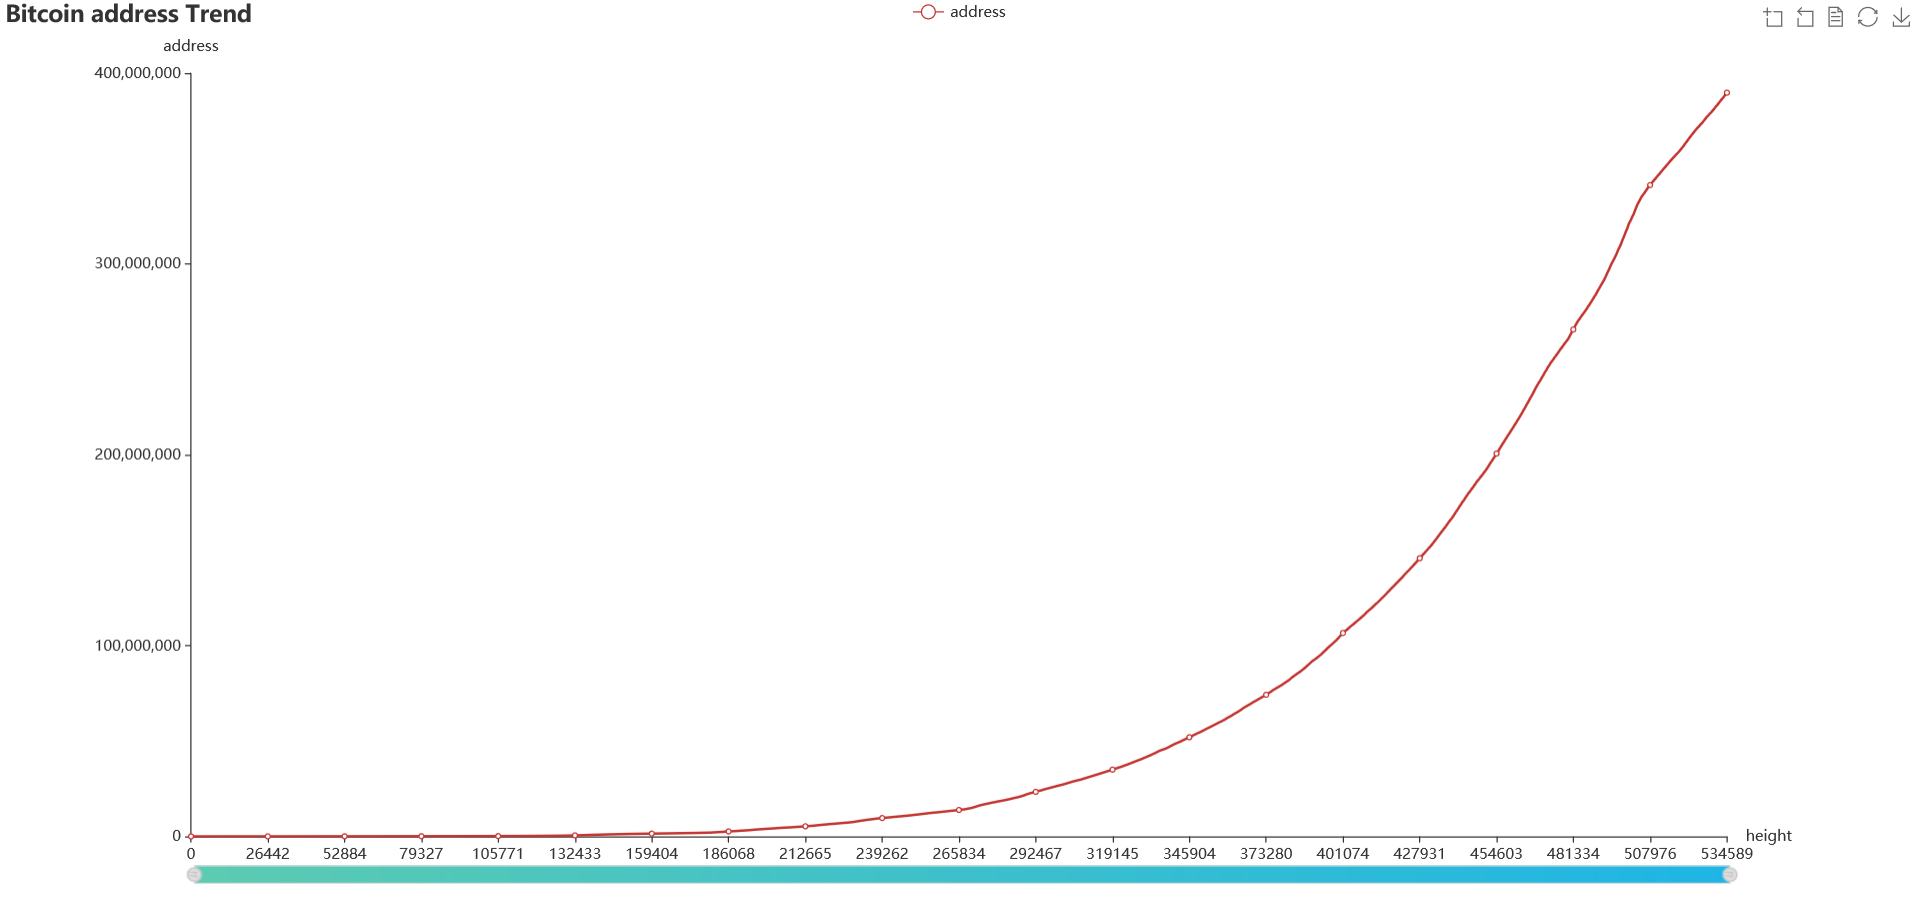 Bitcoin address Trend
address
address
400,000,000
300,000,000
200,000,000
100,000,000
0
height
0 26442 52884 79327 105771 132433 159404 186068 212665 239262 265834 292467 319145 345904 373280 401074 427931 454603 481334 507976 534589